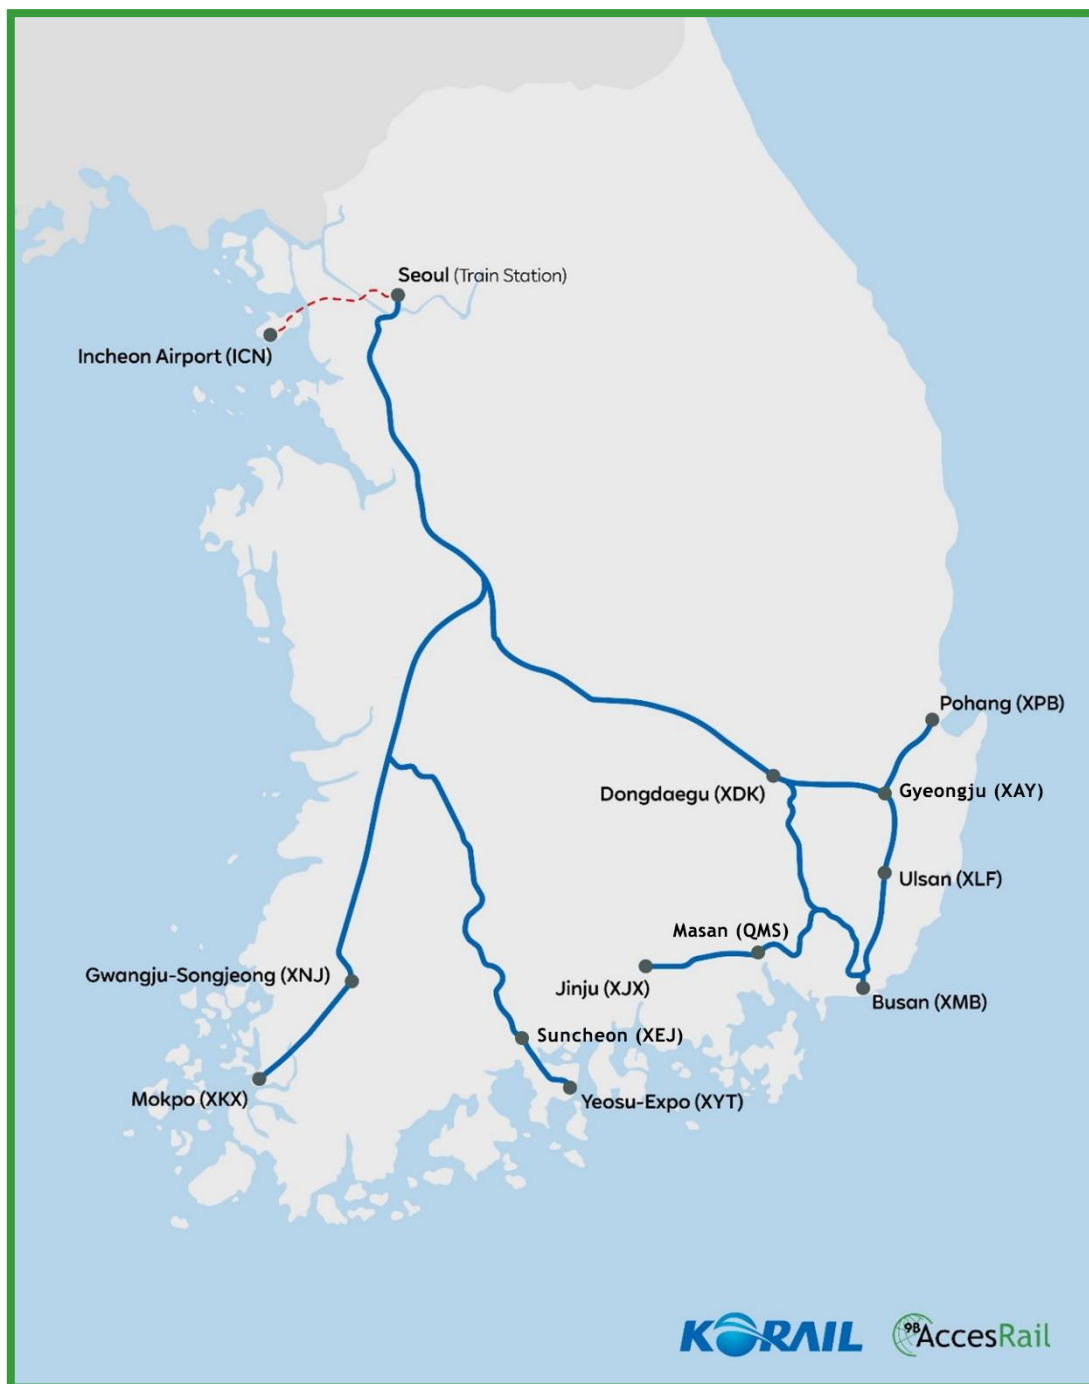 Seoul (Train Station)
Incheon Airport (ICN)
Pohang (XPB)
Dongdaegu (XDK)
Gyeongju (XAY)
Ulsan (XLF)
Masan (QMS)
Jinju (XJX)
Gwangju-Songjeong (XNJ)
Busan (XMB)
Suncheon (XEJ)
Mokpo (XKX)
Yeosu-Expo (XYT)
KORAIL
9B AccesRail